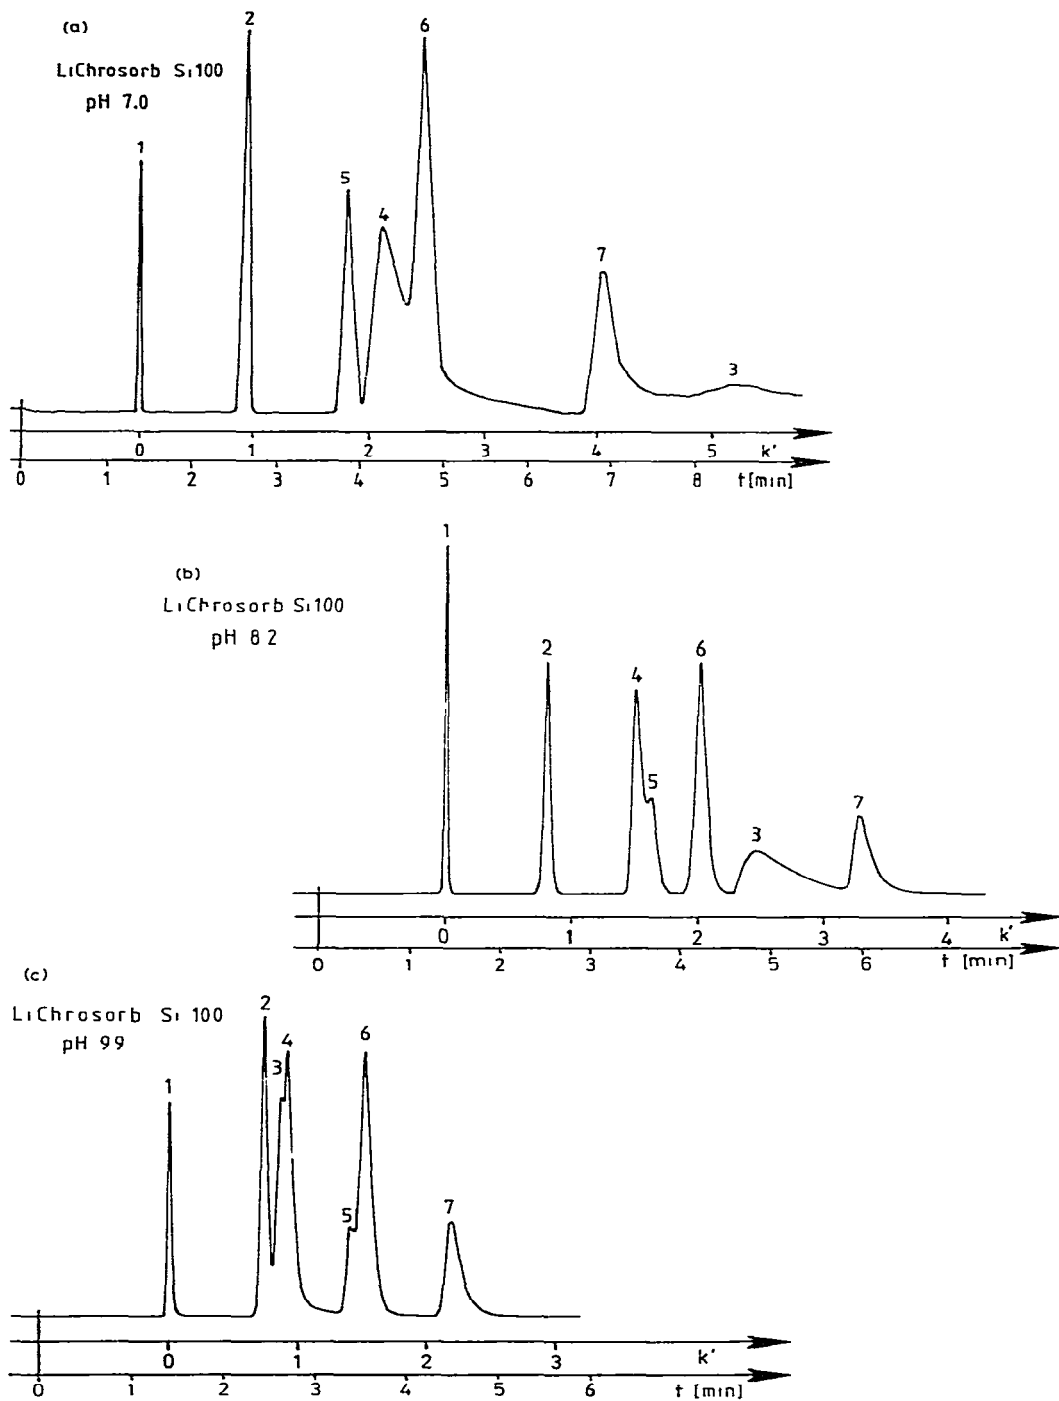 (a)
LiChrosorb Si100
pH 7.0
1
2
5
4
6
7
3
0 1 2 3 4 5 k'
0 1 2 3 4 5 6 7 8 t[min]
(b)
LiChrosorb Si100
pH 8 2
1
2
4
5
6
3
7
0 1 2 3 4 k'
0 1 2 3 4 5 6 t [min]
(c)
LiChrosorb Si 100
pH 9 9
1
2
3
4
5
6
7
0 1 2 3 k'
0 1 2 3 4 5 6 t [min]